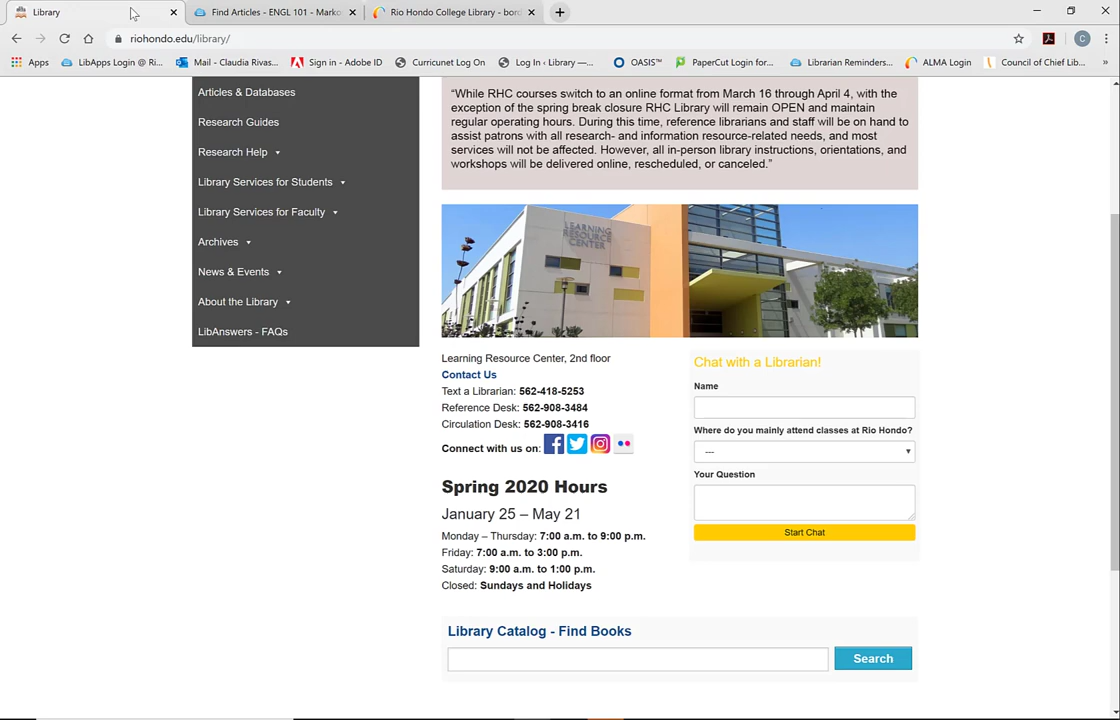 Library
Find Articles - ENGL 101 - Marko
Rio Hondo College Library - bord
riohondo.edu/library/
Apps
LibApps Login @ Ri...
Mail - Claudia Rivas...
Sign in - Adobe ID
Curricunet Log On
Log In ‹ Library —...
OASIS™
PaperCut Login for...
Librarian Reminders...
ALMA Login
Council of Chief Lib...
»
C
Articles & Databases
Research Guides
Research Help
Library Services for Students
Library Services for Faculty
Archives
News & Events
About the Library
LibAnswers - FAQs
“While RHC courses switch to an online format from March 16 through April 4, with the
exception of the spring break closure RHC Library will remain OPEN and maintain
regular operating hours. During this time, reference librarians and staff will be on hand to
assist patrons with all research- and information resource-related needs, and most
services will not be affected. However, all in-person library instructions, orientations, and
workshops will be delivered online, rescheduled, or canceled.”
LEARNING
RESOURCE
CENTER
Learning Resource Center, 2nd floor
Contact Us
Text a Librarian: 562-418-5253
Reference Desk: 562-908-3484
Circulation Desk: 562-908-3416
Connect with us on:
Spring 2020 Hours
January 25 – May 21
Monday – Thursday: 7:00 a.m. to 9:00 p.m.
Friday: 7:00 a.m. to 3:00 p.m.
Saturday: 9:00 a.m. to 1:00 p.m.
Closed: Sundays and Holidays
Chat with a Librarian!
Name
Where do you mainly attend classes at Rio Hondo?
---
Your Question
Start Chat
Library Catalog - Find Books
Search